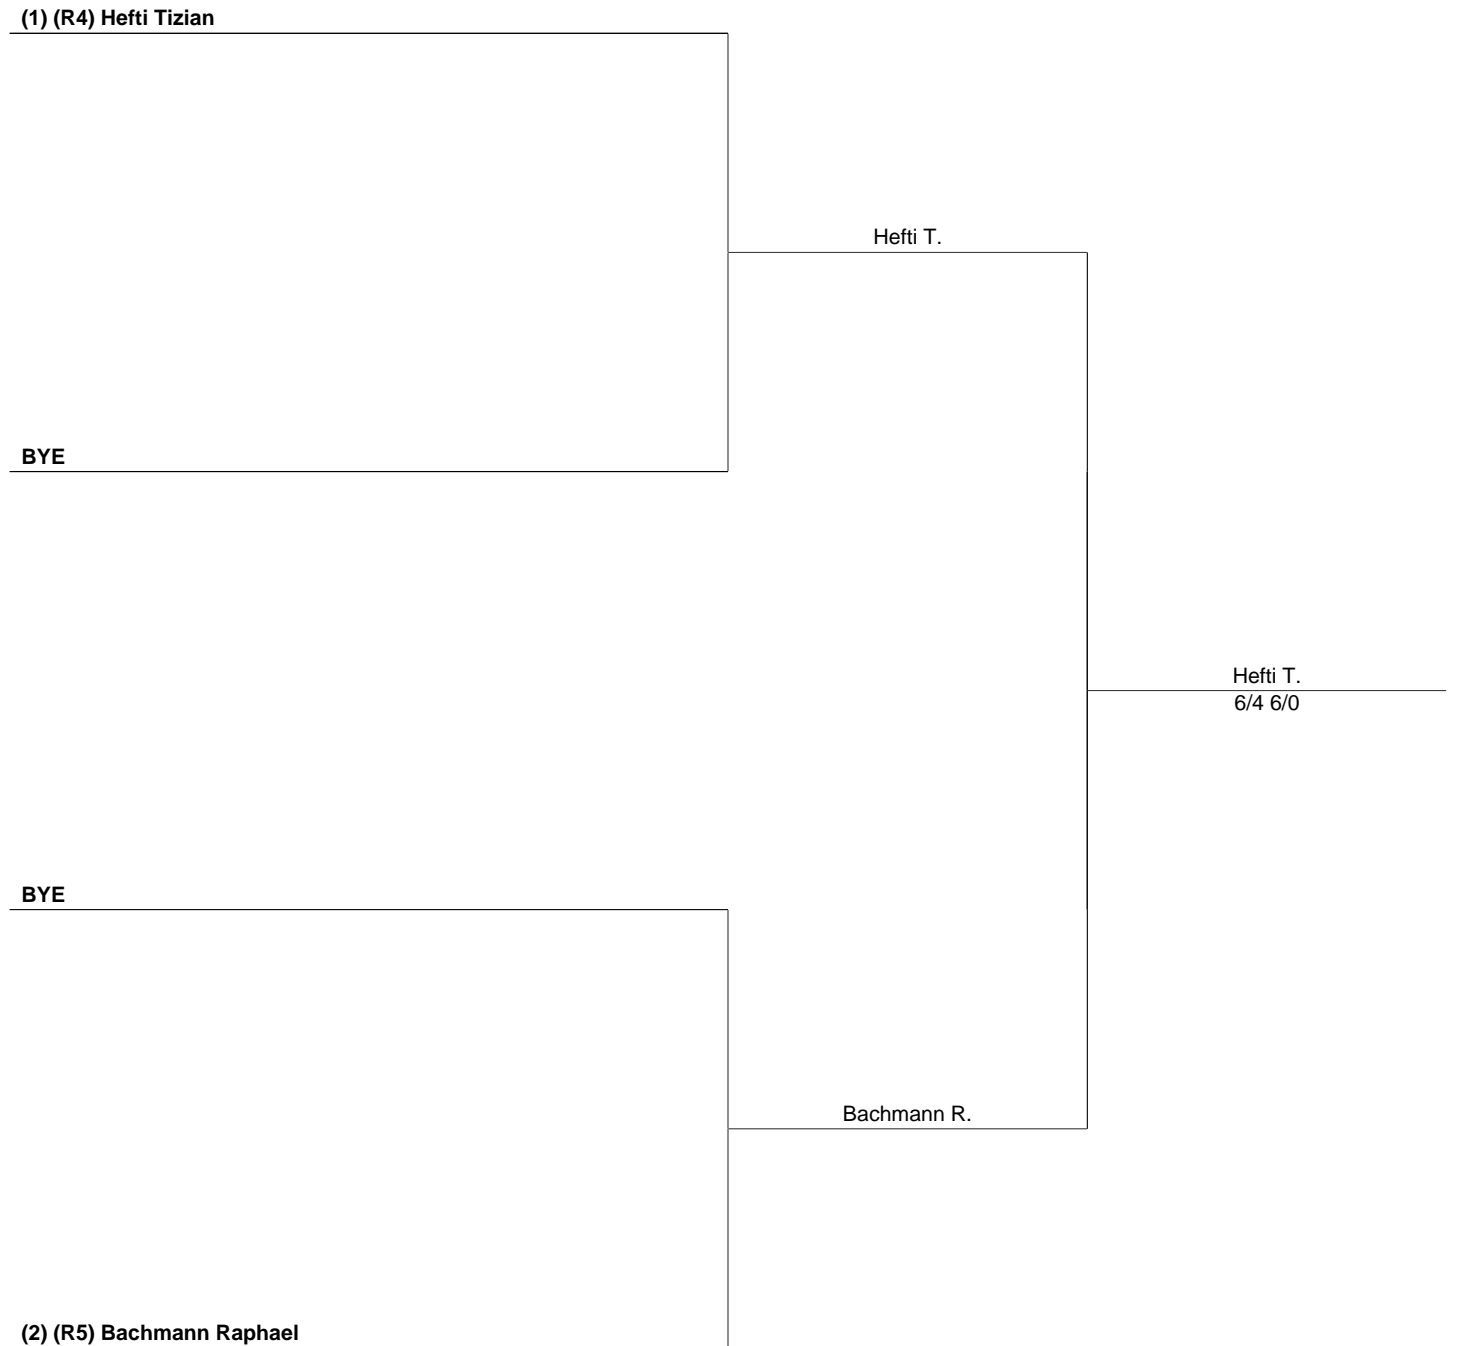 (1) (R4) Hefti Tizian
Hefti T.
BYE
Hefti T.
6/4 6/0
BYE
Bachmann R.
(2) (R5) Bachmann Raphael